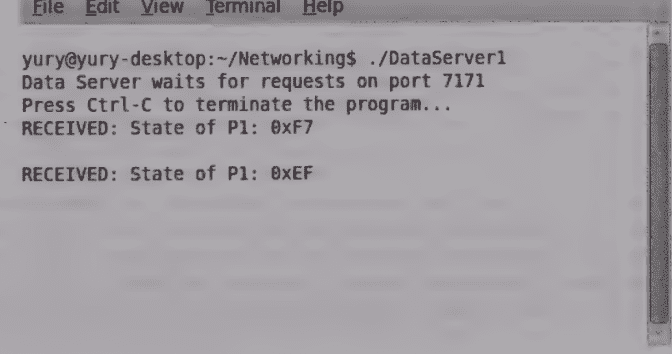 File Edit View Terminal Help
yury@yury-desktop:~/Networking$ ./DataServer1
Data Server waits for requests on port 7171
Press Ctrl-C to terminate the program...
RECEIVED: State of P1: 0xF7
RECEIVED: State of P1: 0xEF